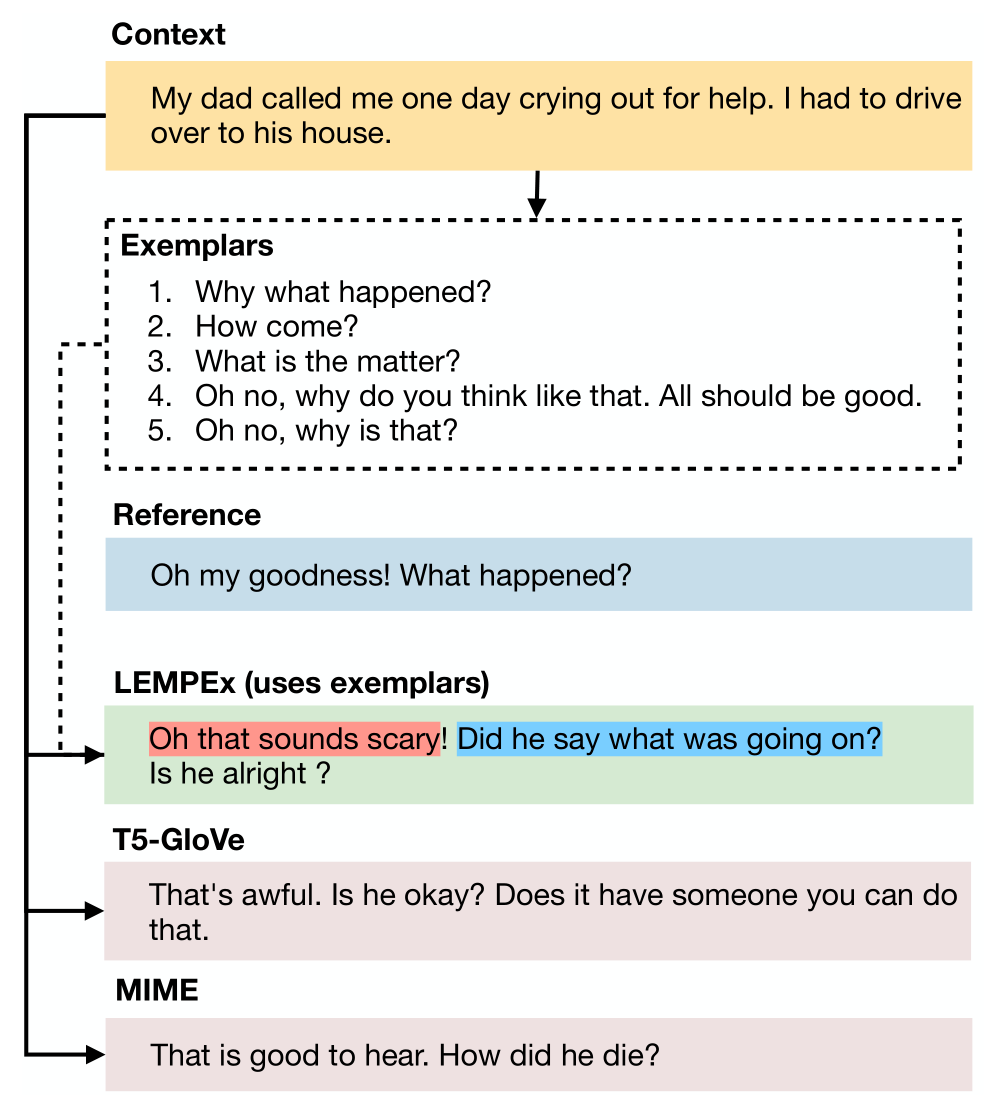 Context
My dad called me one day crying out for help. I had to drive
over to his house.
Exemplars
1. Why what happened?
2. How come?
3. What is the matter?
4. Oh no, why do you think like that. All should be good.
5. Oh no, why is that?
Reference
Oh my goodness! What happened?
LEMPEx (uses exemplars)
Oh that sounds scary! Did he say what was going on?
Is he alright ?
T5-GloVe
That's awful. Is he okay? Does it have someone you can do
that.
MIME
That is good to hear. How did he die?